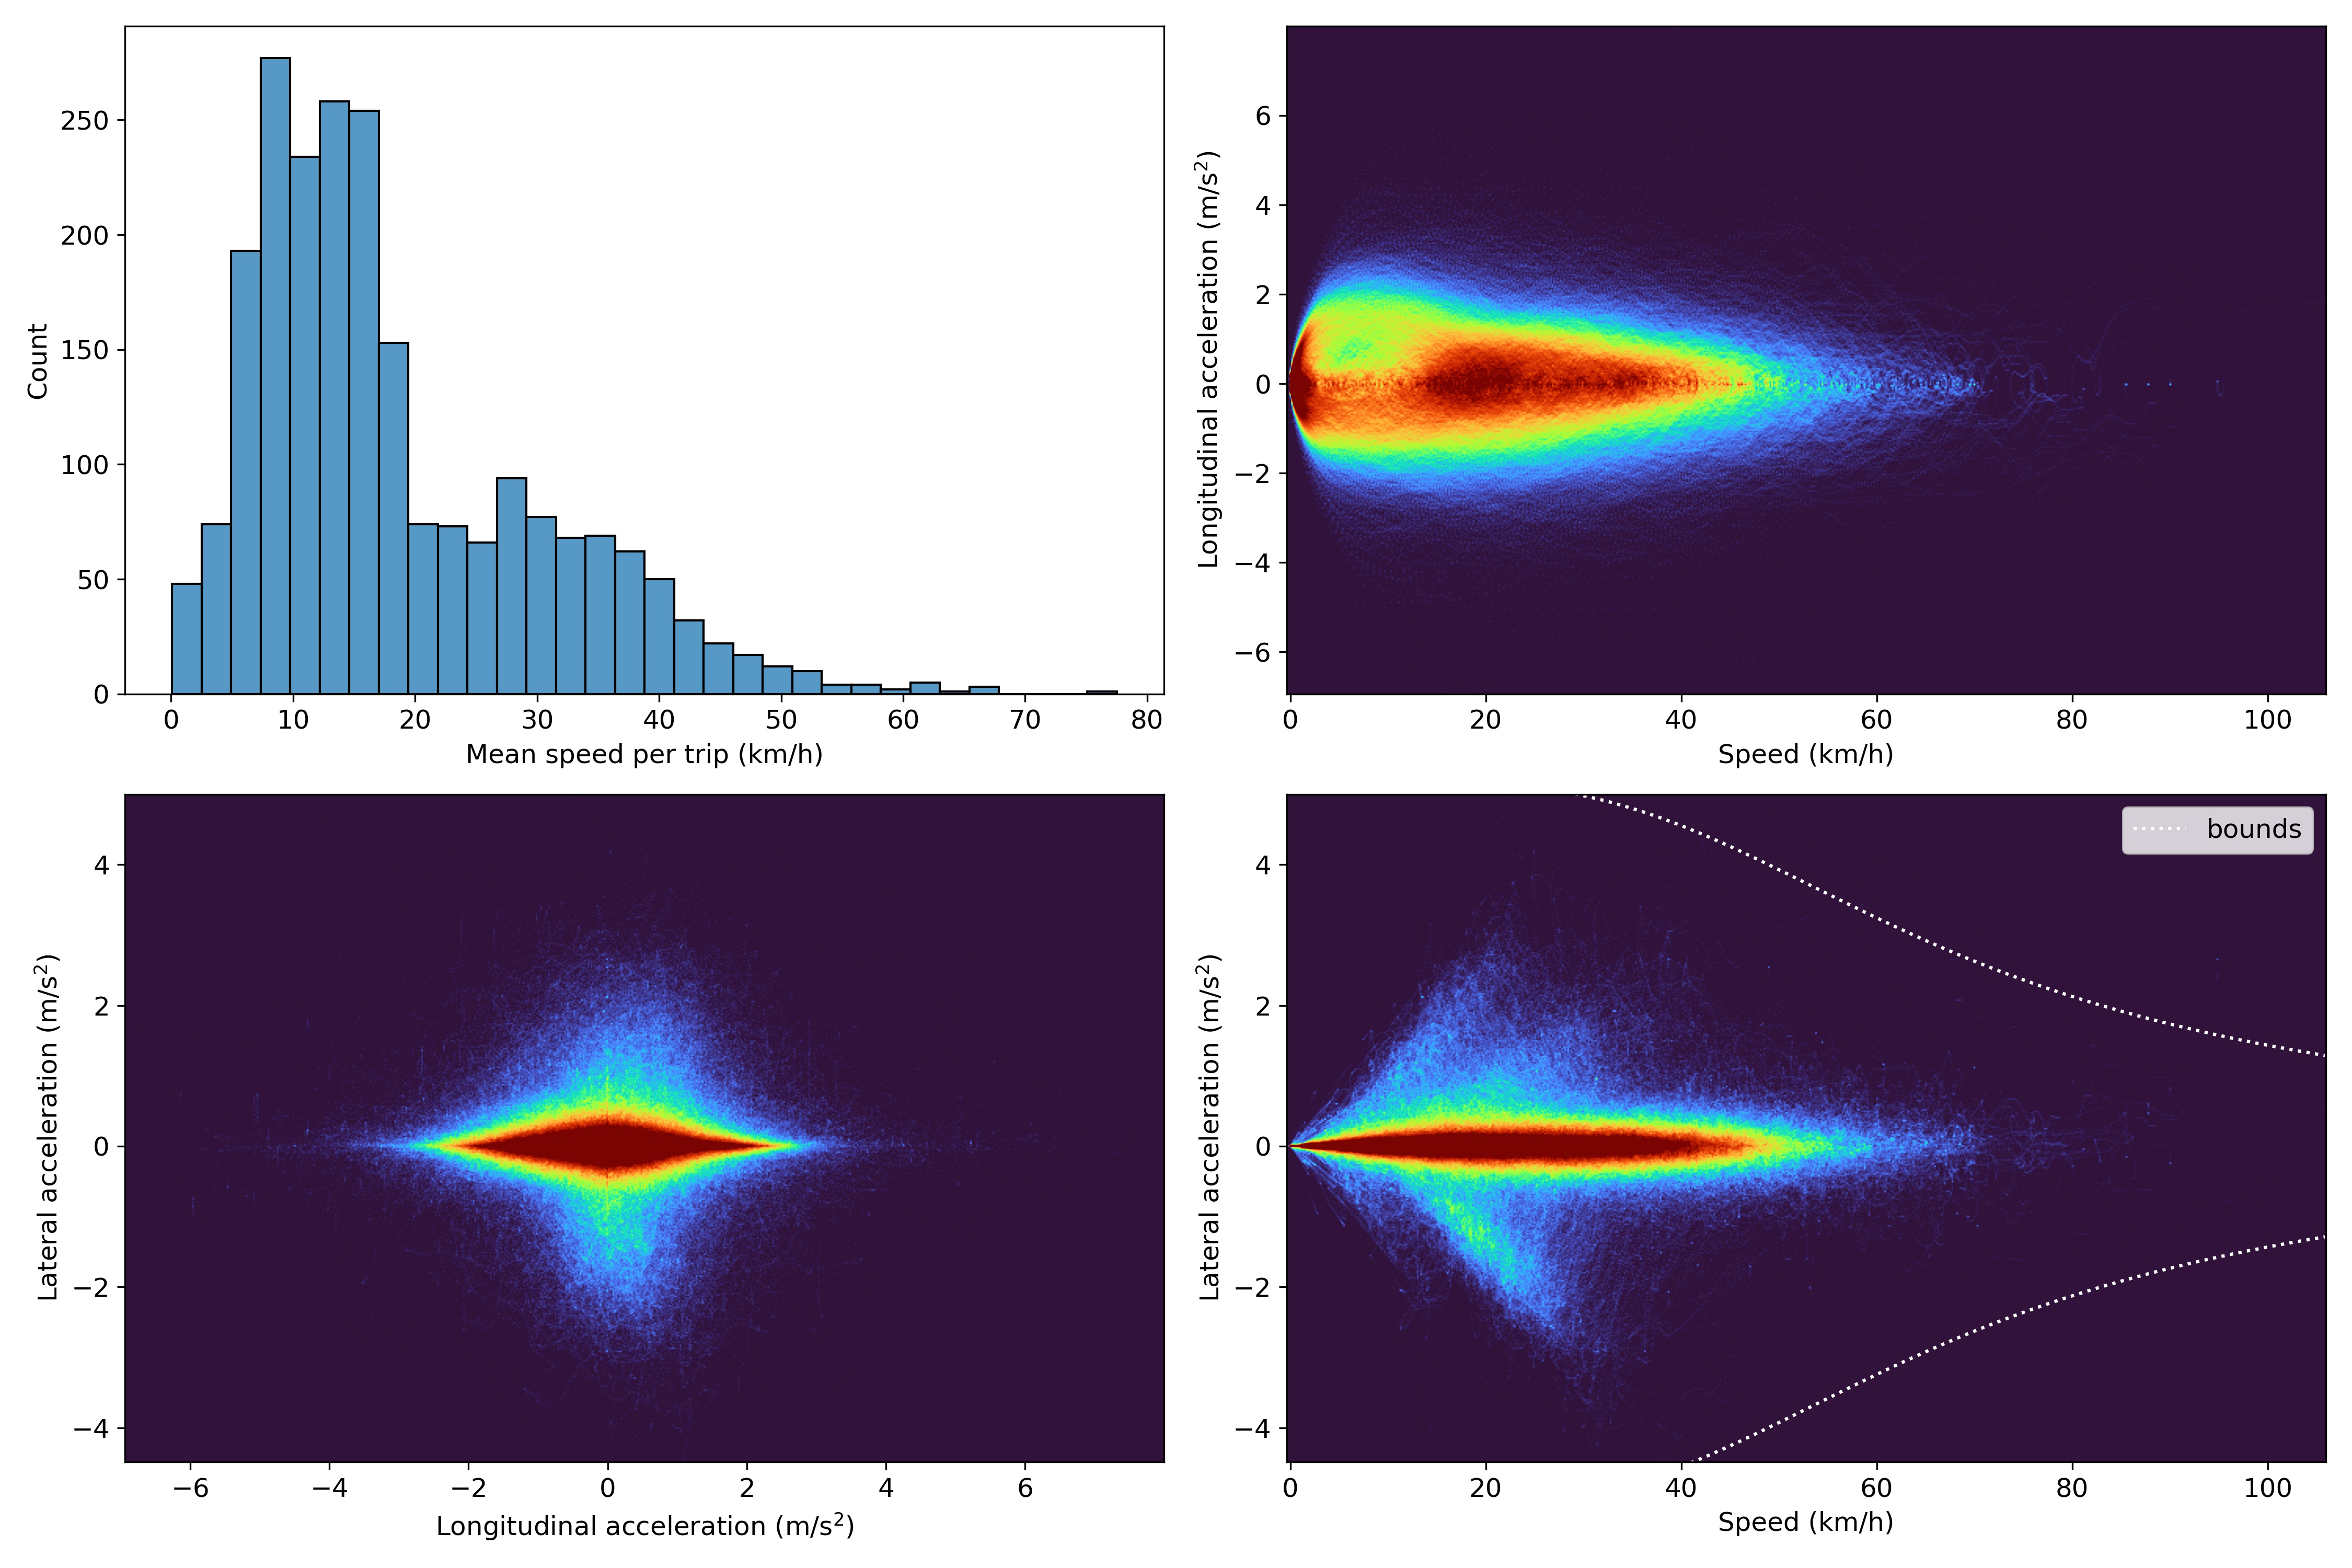 250
200
150
100
50
0
Count
0 10 20 30 40 50 60 70 80
Mean speed per trip (km/h)
6
4
2
0
−2
−4
−6
Longitudinal acceleration (m/s²)
0 20 40 60 80 100
Speed (km/h)
4
2
0
−2
−4
Lateral acceleration (m/s²)
−6 −4 −2 0 2 4 6
Longitudinal acceleration (m/s²)
bounds
4
2
0
−2
−4
Lateral acceleration (m/s²)
0 20 40 60 80 100
Speed (km/h)